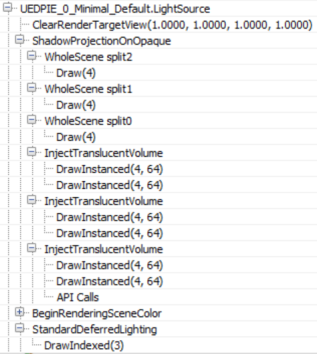 UEDPIE_0_Minimal_Default.LightSource
ClearRenderTargetView(1.0000, 1.0000, 1.0000, 1.0000)
ShadowProjectionOnOpaque
WholeScene split2
Draw(4)
WholeScene split1
Draw(4)
WholeScene split0
Draw(4)
InjectTranslucentVolume
DrawInstanced(4, 64)
DrawInstanced(4, 64)
InjectTranslucentVolume
DrawInstanced(4, 64)
DrawInstanced(4, 64)
InjectTranslucentVolume
DrawInstanced(4, 64)
DrawInstanced(4, 64)
API Calls
BeginRenderingSceneColor
StandardDeferredLighting
DrawIndexed(3)